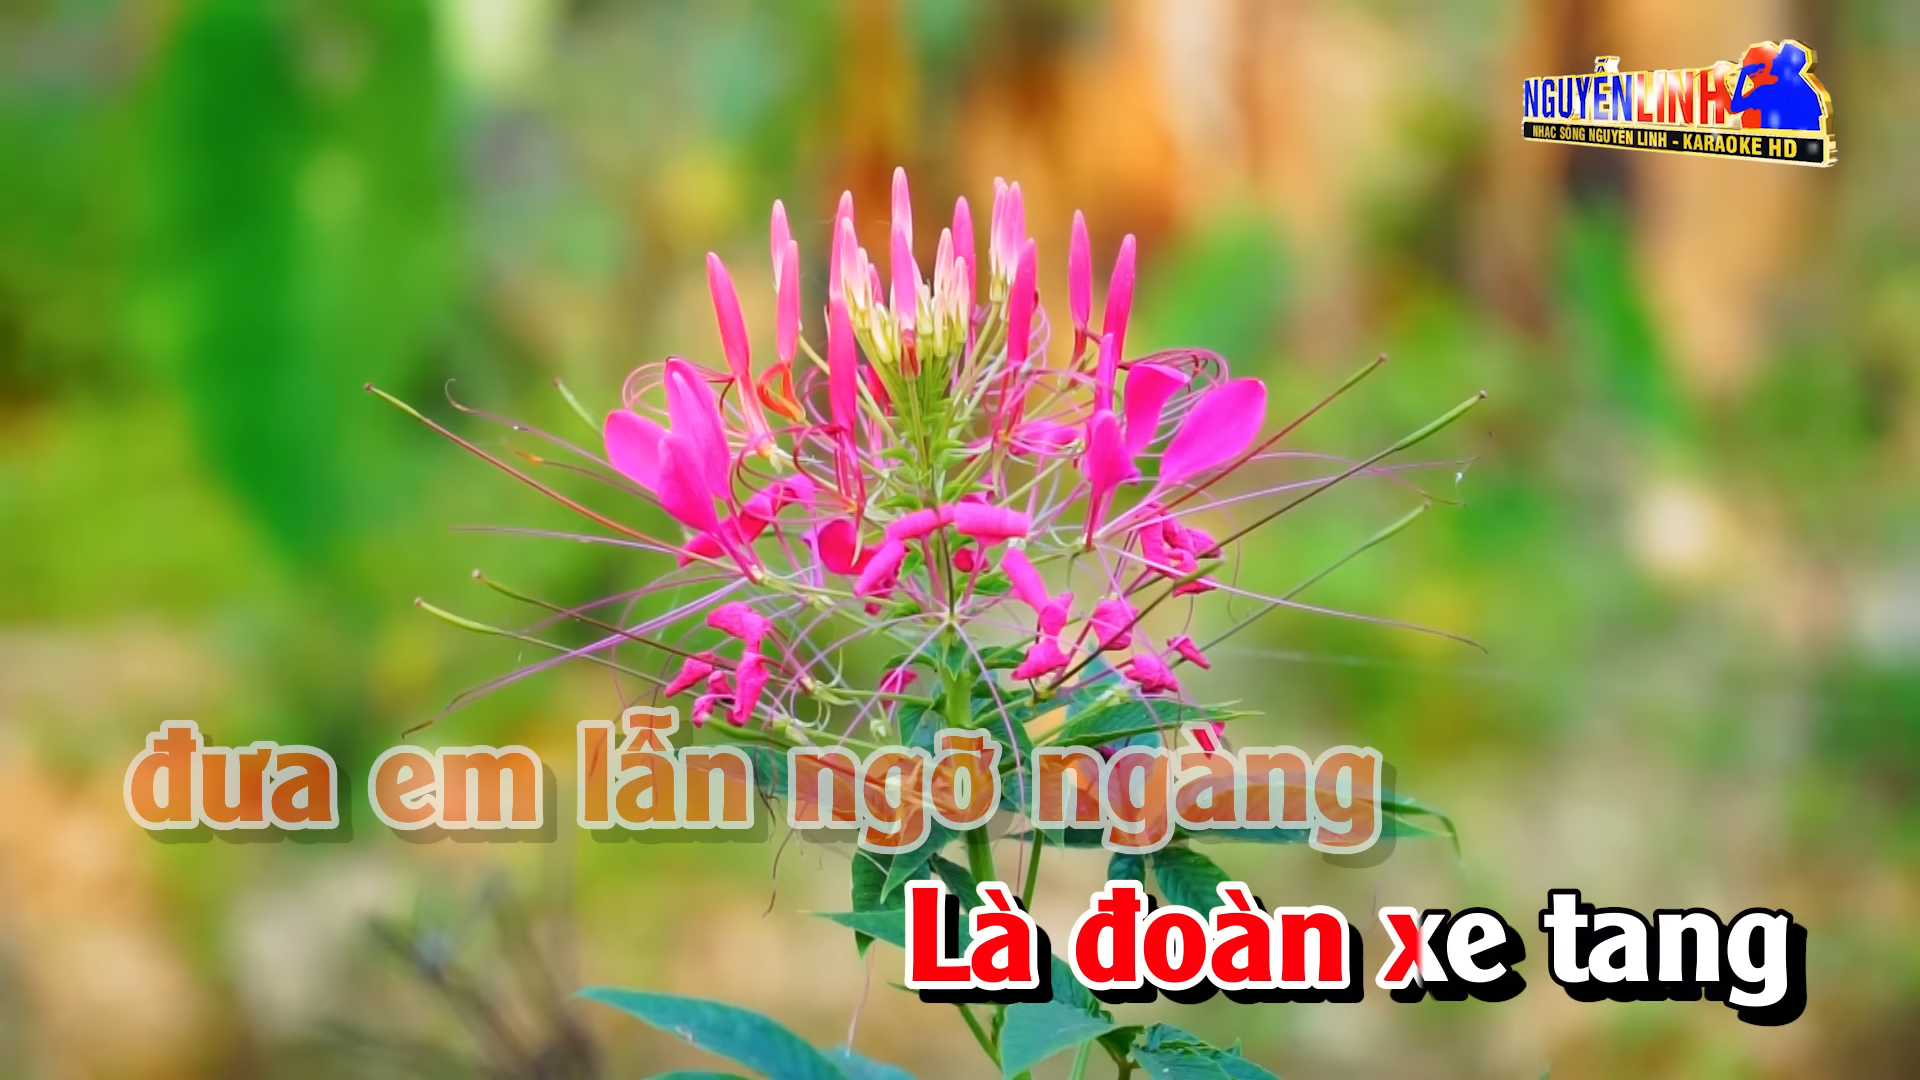 NGUYỄN LINH
NHẠC SỐNG NGUYỄN LINH - KARAOKE HD
đưa em lẫn ngỡ ngàng
Là đoàn xe tang